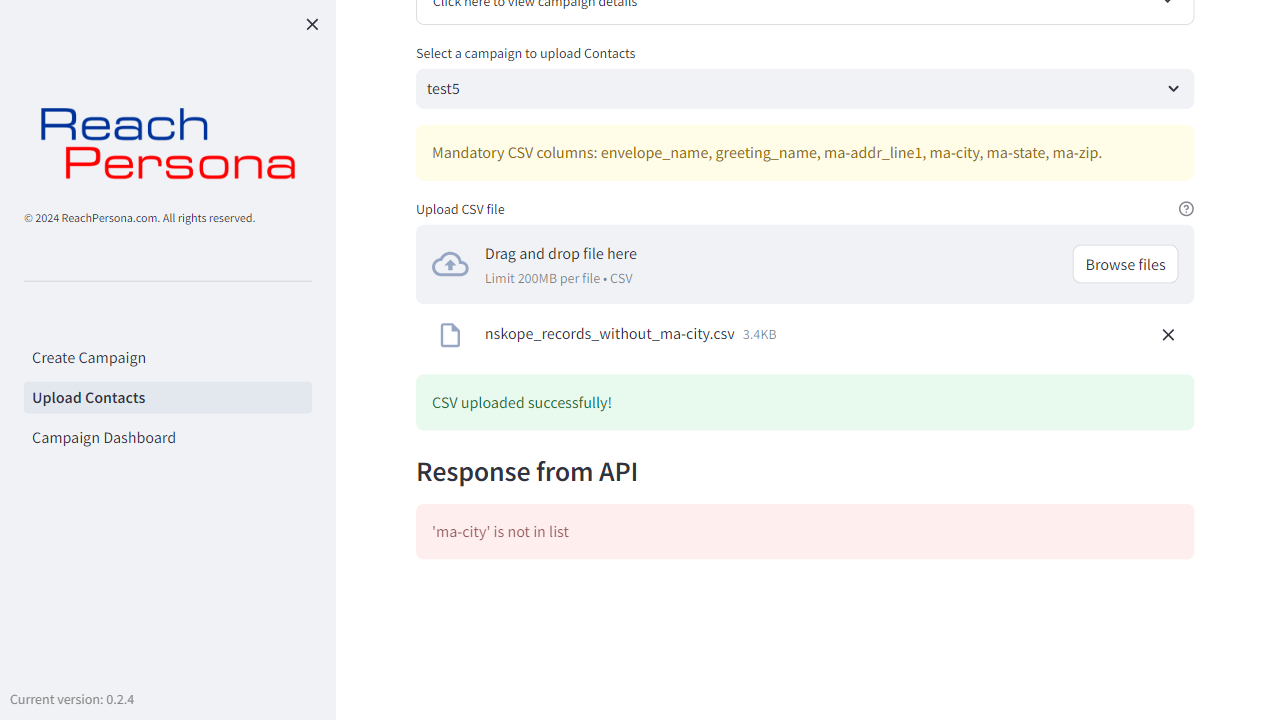 Reach
Persona
© 2024 ReachPersona.com. All rights reserved.
Create Campaign
Upload Contacts
Campaign Dashboard
Current version: 0.2.4
Click here to view campaign details
Select a campaign to upload Contacts
test5
Mandatory CSV columns: envelope_name, greeting_name, ma-addr_line1, ma-city, ma-state, ma-zip.
Upload CSV file
Drag and drop file here
Limit 200MB per file • CSV
Browse files
nskope_records_without_ma-city.csv 3.4KB
CSV uploaded successfully!
Response from API
'ma-city' is not in list